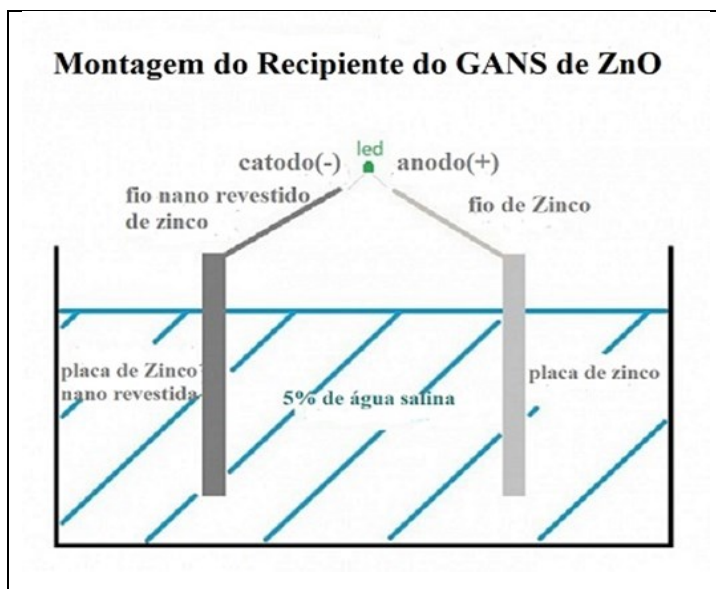 Montagem do Recipiente do GANS de ZnO
led
catodo(-)
anodo(+)
fio nano revestido
de zinco
fio de Zinco
placa de Zinco
nano revestida
5% de água salina
placa de zinco